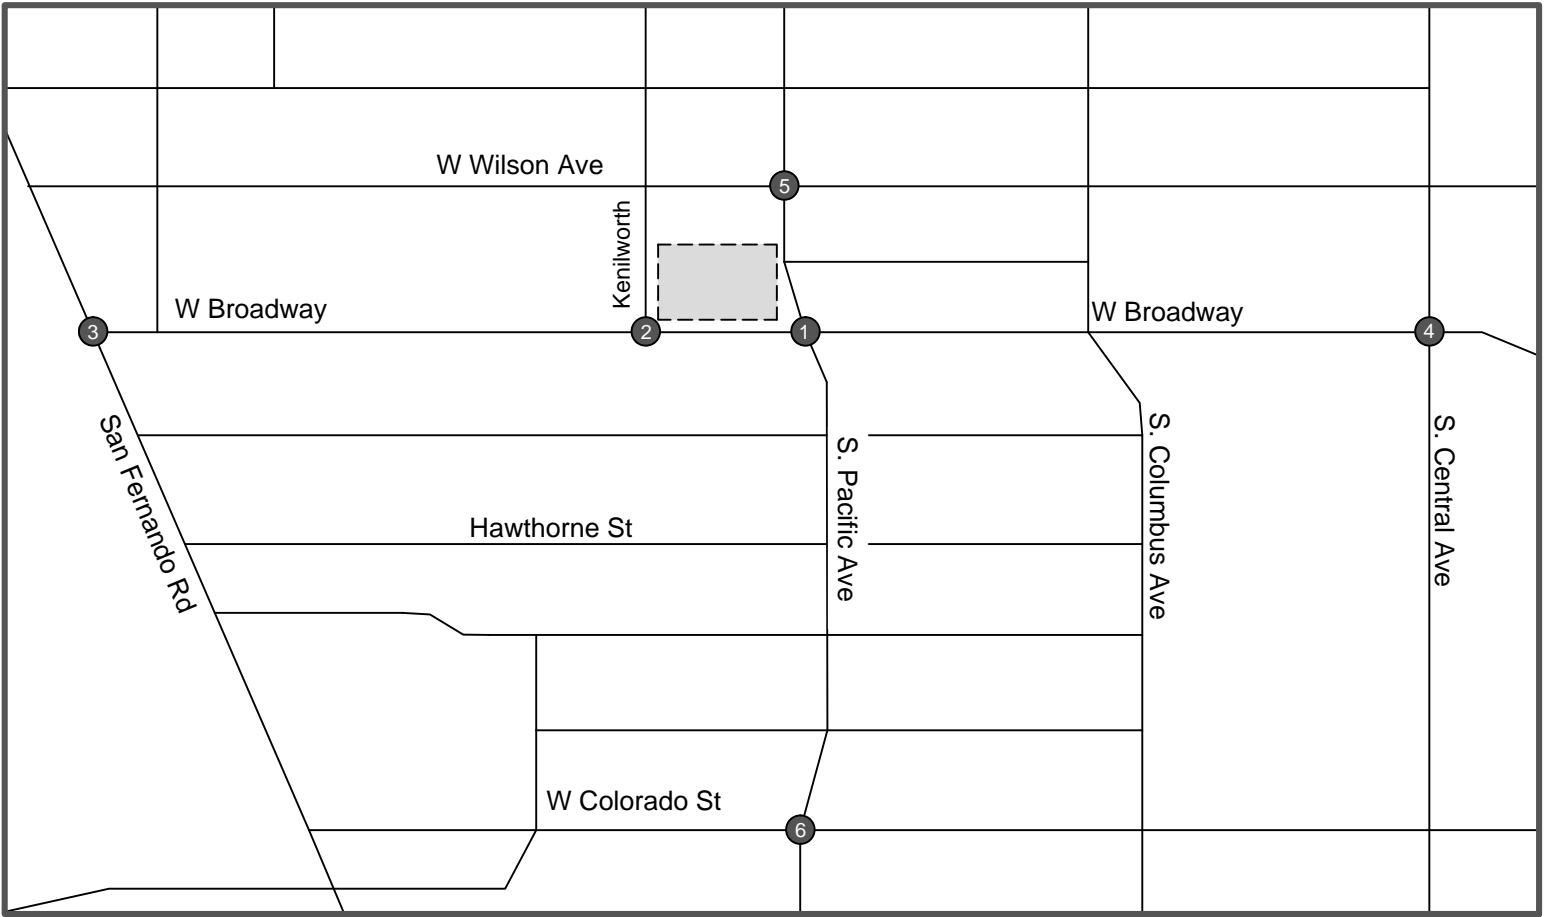 W Wilson Ave
5
Kenilworth
W Broadway
W Broadway
3
2
1
4
San Fernando Rd
S. Pacific Ave
S. Columbus Ave
S. Central Ave
Hawthorne St
W Colorado St
6